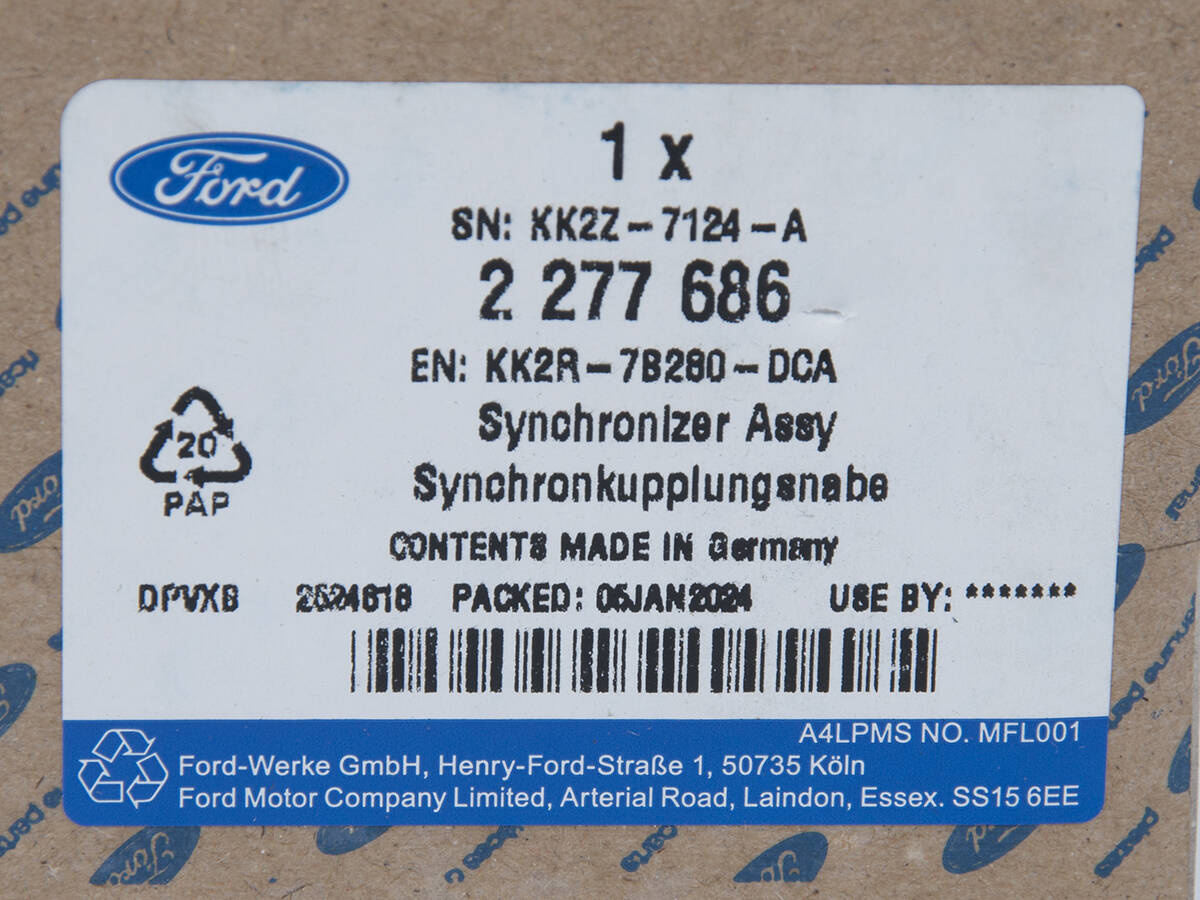 Ford
1 x
SN: KK2Z-7124-A
2 277 686
EN: KK2R-7B280-DCA
Synchronizer Assy
Synchronkupplungsnabe
20
PAP
CONTENTS MADE IN Germany
DPVXB 2524618 PACKED: 05JAN2024 USE BY: *******
A4LPMS NO. MFL001
Ford-Werke GmbH, Henry-Ford-Straße 1, 50735 Köln
Ford Motor Company Limited, Arterial Road, Laindon, Essex. SS15 6EE